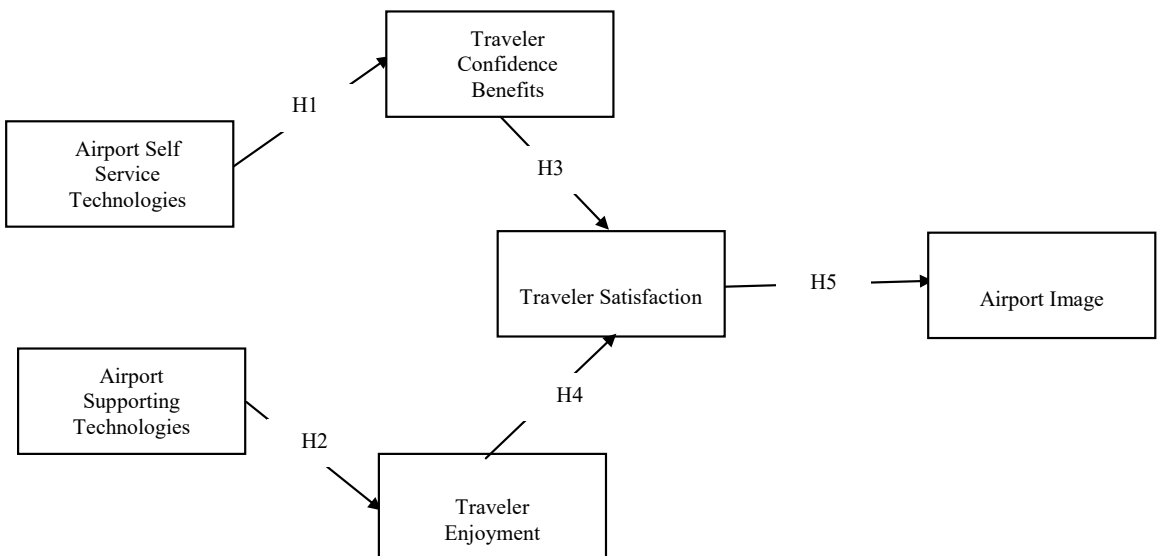 Traveler
Confidence
Benefits
H1
Airport Self
Service
Technologies
H3
Traveler Satisfaction
H5
Airport Image
Airport
Supporting
Technologies
H4
H2
Traveler
Enjoyment